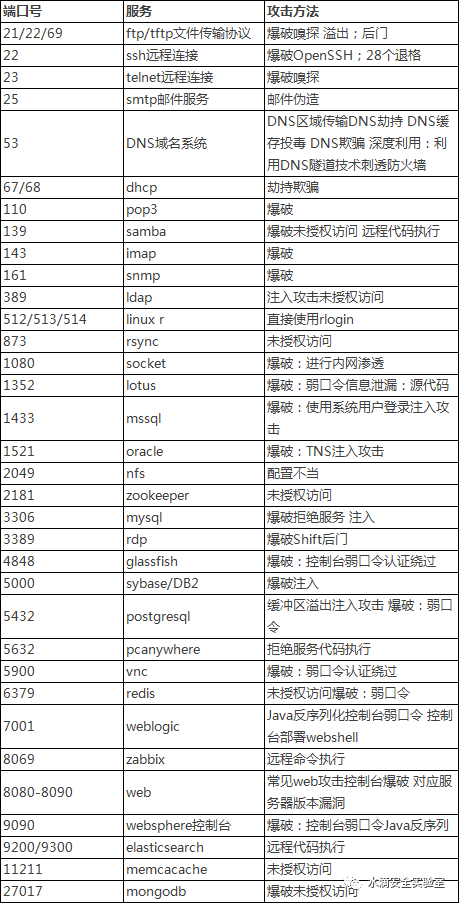 端口号 服务 攻击方法
21/22/69 ftp/tftp文件传输协议 爆破嗅探 溢出；后门
22 ssh远程连接 爆破OpenSSH；28个退格
23 telnet远程连接 爆破嗅探
25 smtp邮件服务 邮件伪造
53 DNS域名系统 DNS区域传输DNS劫持 DNS缓
存投毒 DNS欺骗 深度利用：利
用DNS隧道技术刺透防火墙
67/68 dhcp 劫持欺骗
110 pop3 爆破
139 samba 爆破未授权访问 远程代码执行
143 imap 爆破
161 snmp 爆破
389 ldap 注入攻击未授权访问
512/513/514 linux r 直接使用rlogin
873 rsync 未授权访问
1080 socket 爆破：进行内网渗透
1352 lotus 爆破：弱口令信息泄漏：源代码
1433 mssql 爆破：使用系统用户登录注入攻
击
1521 oracle 爆破：TNS注入攻击
2049 nfs 配置不当
2181 zookeeper 未授权访问
3306 mysql 爆破拒绝服务 注入
3389 rdp 爆破Shift后门
4848 glassfish 爆破：控制台弱口令认证绕过
5000 sybase/DB2 爆破注入
5432 postgresql 缓冲区溢出注入攻击 爆破：弱口
令
5632 pcanywhere 拒绝服务代码执行
5900 vnc 爆破：弱口令认证绕过
6379 redis 未授权访问爆破：弱口令
7001 weblogic Java反序列化控制台弱口令 控制
台部署webshell
8069 zabbix 远程命令执行
8080-8090 web 常见web攻击控制台爆破 对应服
务器版本漏洞
9090 websphere控制台 爆破：控制台弱口令Java反序列
9200/9300 elasticsearch 远程代码执行
11211 memcacache 未授权访问
27017 mongodb 爆破未授权访问
水滴安全实验室